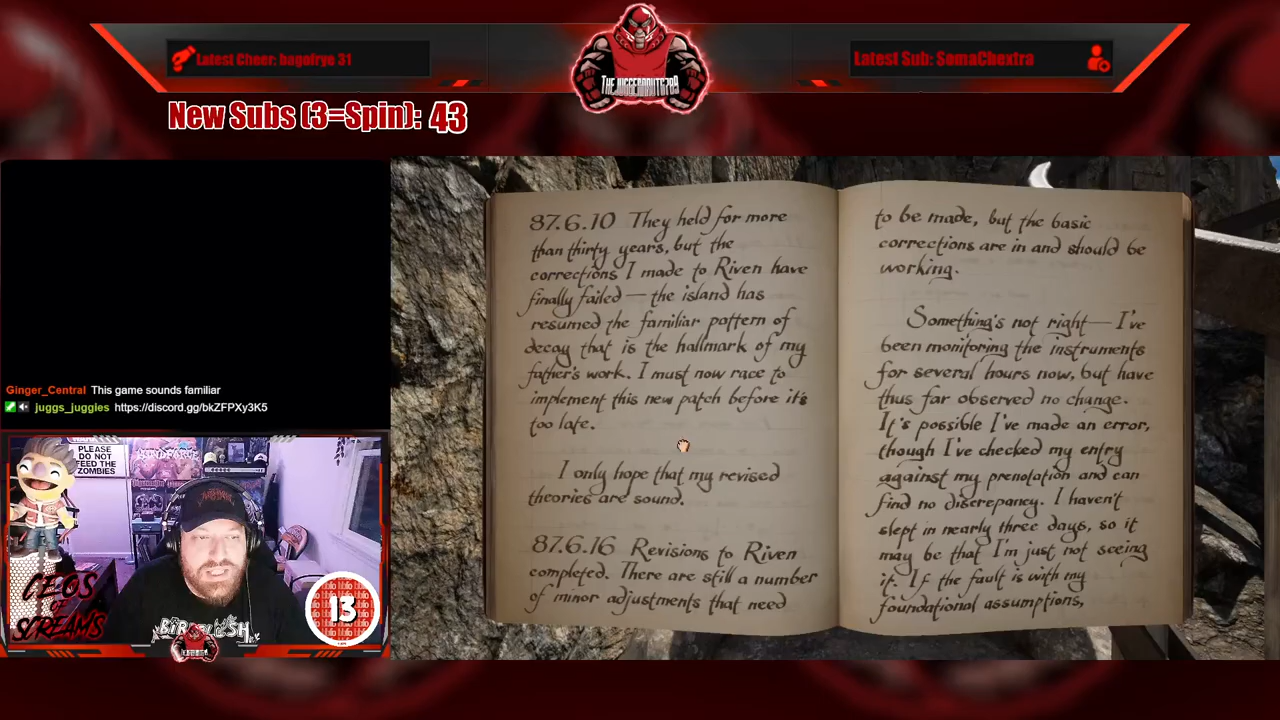 Latest Cheer: bagofryo 31
THEJUGGERNAUT6789
Latest Sub: SomaChextra
New Subs (3=Spin): 43
Ginger_Central This game sounds familiar
juggs_juggies https://discord.gg/bkZFPXy3K5
PLEASE
DO NOT
FEED THE
ZOMBIES
CEOS
OF
SCREAMS
13
87.6.10 They held for more
than thirty years, but the
corrections I made to Riven have
finally failed — the island has
resumed the familiar pattern of
decay that is the hallmark of my
father's work. I must now race to
implement this new patch before it's
too late.
I only hope that my revised
theories are sound.
87.6.16 Revisions to Riven
completed. There are still a number
of minor adjustments that need
to be made, but the basic
corrections are in and should be
working.
Something's not right— I've
been monitoring the instruments
for several hours now, but have
thus far observed no change.
It's possible I've made an error,
though I've checked my entry
against my prenotation and can
find no discrepancy. I haven't
slept in nearly three days, so it
may be that I'm just not seeing
it. If the fault is with my
foundational assumptions,